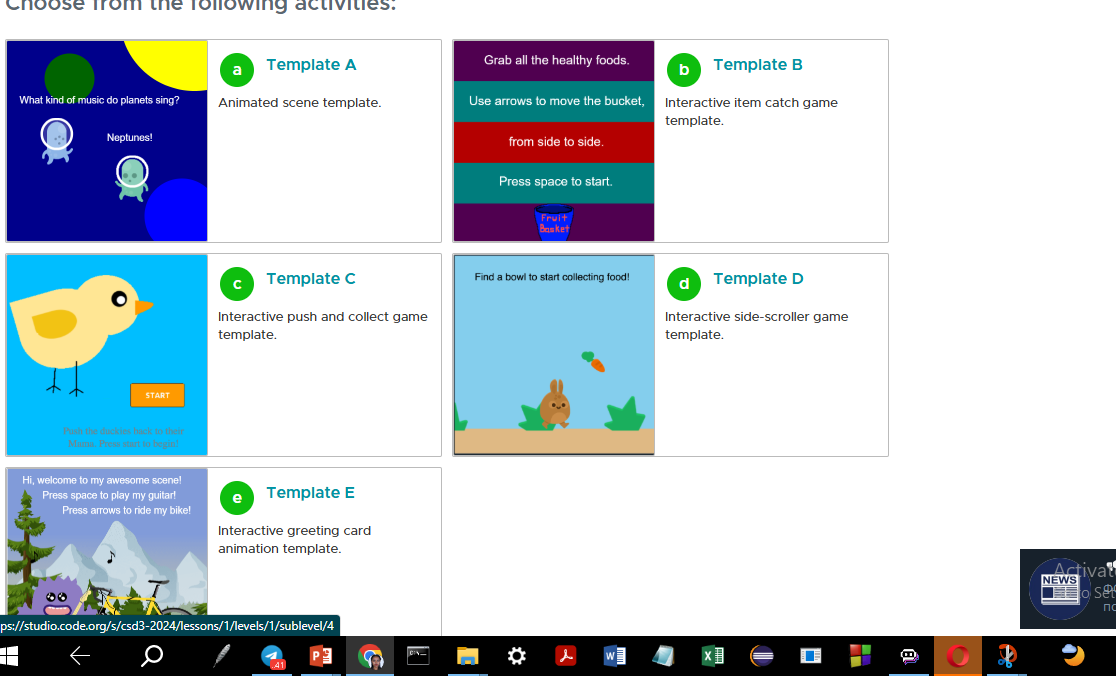 Choose from the following activities:
What kind of music do planets sing?
Neptunes!
a
Template A
Animated scene template.
Grab all the healthy foods.
Use arrows to move the bucket,
from side to side.
Press space to start.
Fruit
Basket
b
Template B
Interactive item catch game
template.
START
Push the duckies back to their
Mama. Press start to begin!
c
Template C
Interactive push and collect game
template.
Find a bowl to start collecting food!
d
Template D
Interactive side-scroller game
template.
Hi, welcome to my awesome scene!
Press space to play my guitar!
Press arrows to ride my bike!
e
Template E
Interactive greeting card
animation template.
NEWS
Activat
to Set
ps://studio.code.org/s/csd3-2024/lessons/1/levels/1/sublevel/4
41